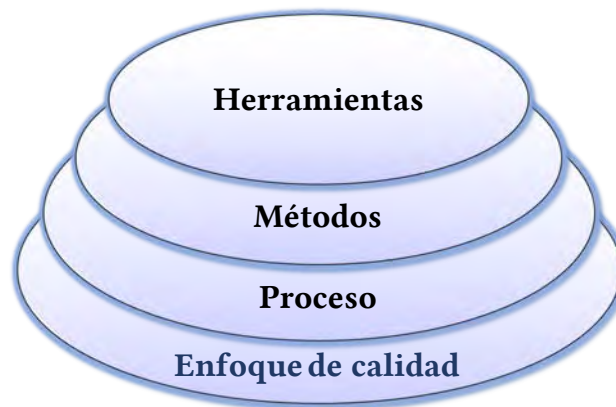 Herramientas
Métodos
Proceso
Enfoque de calidad